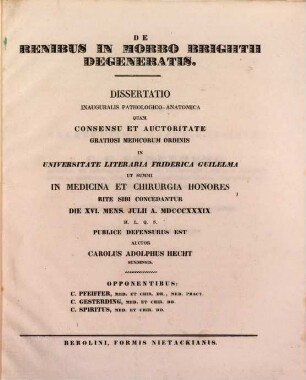 DE
RENIBUS IN MORBO BRIGHTII
DEGENERATIS.
DISSERTATIO
INAUGURALIS PATHOLOGICO-ANATOMICA
QUAM
CONSENSU ET AUCTORITATE
GRATIOSI MEDICORUM ORDINIS
IN
UNIVERSITATE LITERARIA FRIDERICA GUILELMA
UT SUMMI
IN MEDICINA ET CHIRURGIA HONORES
RITE SIBI CONCEDANTUR
DIE XVI. MENS. JULII A. MDCCCXXXIX.
H. L. Q. S.
PUBLICE DEFENSURUS EST
AUCTOR
CAROLUS ADOLPHUS HECHT
OPPONENTIBUS:
C. PFEIFFER, MED. ET CHIR. DR., MED. PRACT.
C. GESTERDING, MED. ET CHIR. DD.
C. SPIRITUS, MED. ET CHIR. DD.
BEROLINI, FORMIS NIETACKIANIS.